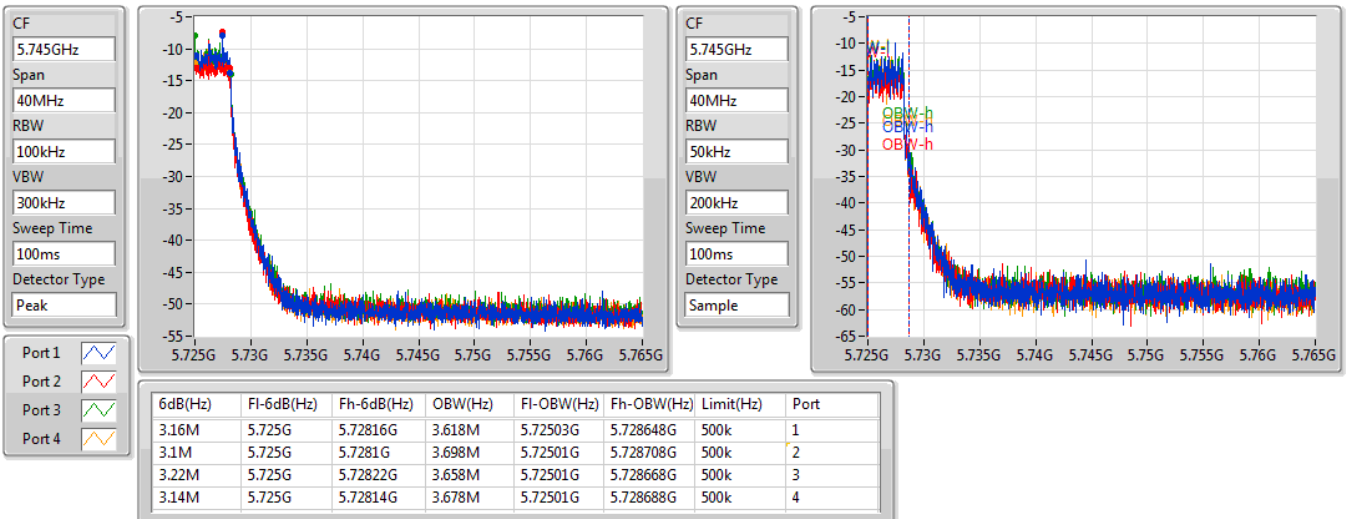 CF
5.745GHz
Span
40MHz
RBW
100kHz
VBW
300kHz
Sweep Time
100ms
Detector Type
Peak
-5
-10
-15
-20
-25
-30
-35
-40
-45
-50
-55
5.725G 5.73G 5.735G 5.74G 5.745G 5.75G 5.755G 5.76G 5.765G
CF
5.745GHz
Span
40MHz
RBW
50kHz
VBW
200kHz
Sweep Time
100ms
Detector Type
Sample
-5
-10
-15
-20
-25
-30
-35
-40
-45
-50
-55
-60
-65
OBW-h
OBW-h
OBW-h
5.725G 5.73G 5.735G 5.74G 5.745G 5.75G 5.755G 5.76G 5.765G
Port 1
Port 2
Port 3
Port 4
6dB(Hz) Fl-6dB(Hz) Fh-6dB(Hz) OBW(Hz) Fl-OBW(Hz) Fh-OBW(Hz) Limit(Hz) Port
3.16M 5.725G 5.72816G 3.618M 5.72503G 5.728648G 500k 1
3.1M 5.725G 5.7281G 3.698M 5.72501G 5.728708G 500k 2
3.22M 5.725G 5.72822G 3.658M 5.72501G 5.728668G 500k 3
3.14M 5.725G 5.72814G 3.678M 5.72501G 5.728688G 500k 4